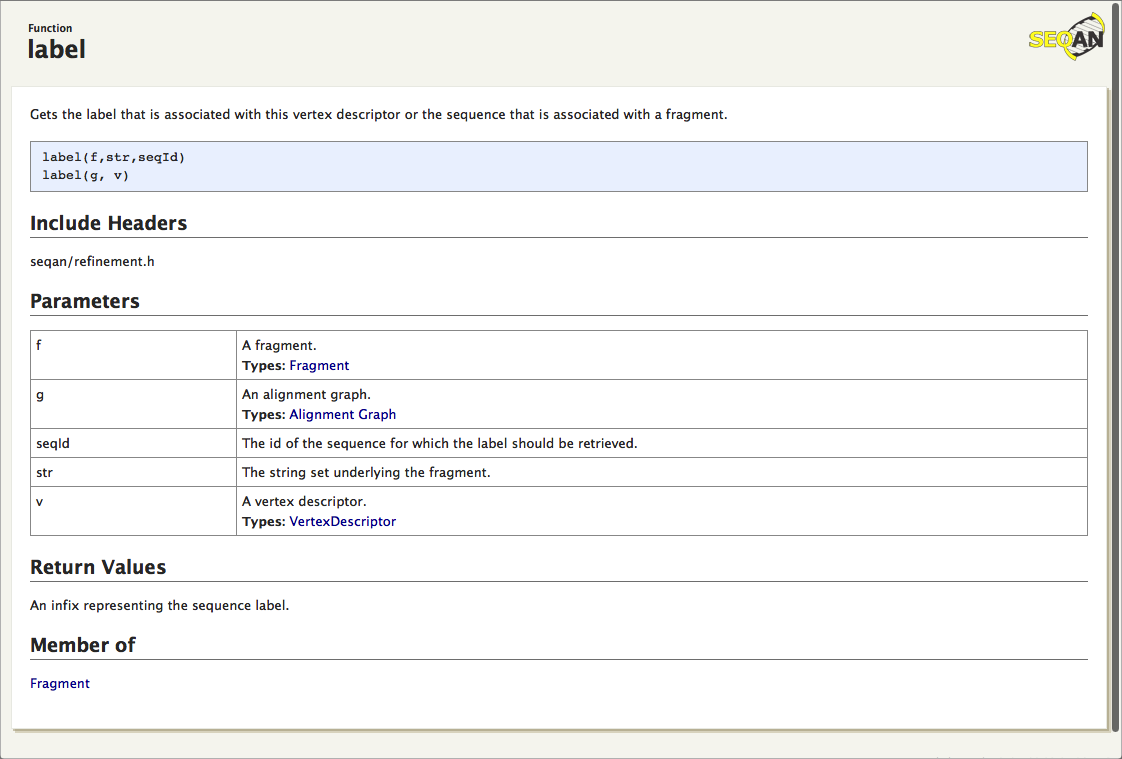 Function
label
SEQAN
Gets the label that is associated with this vertex descriptor or the sequence that is associated with a fragment.
label(f,str,seqId)
label(g, v)
Include Headers
seqan/refinement.h
Parameters
f
A fragment.
Types: Fragment
g
An alignment graph.
Types: Alignment Graph
seqId
The id of the sequence for which the label should be retrieved.
str
The string set underlying the fragment.
v
A vertex descriptor.
Types: VertexDescriptor
Return Values
An infix representing the sequence label.
Member of
Fragment